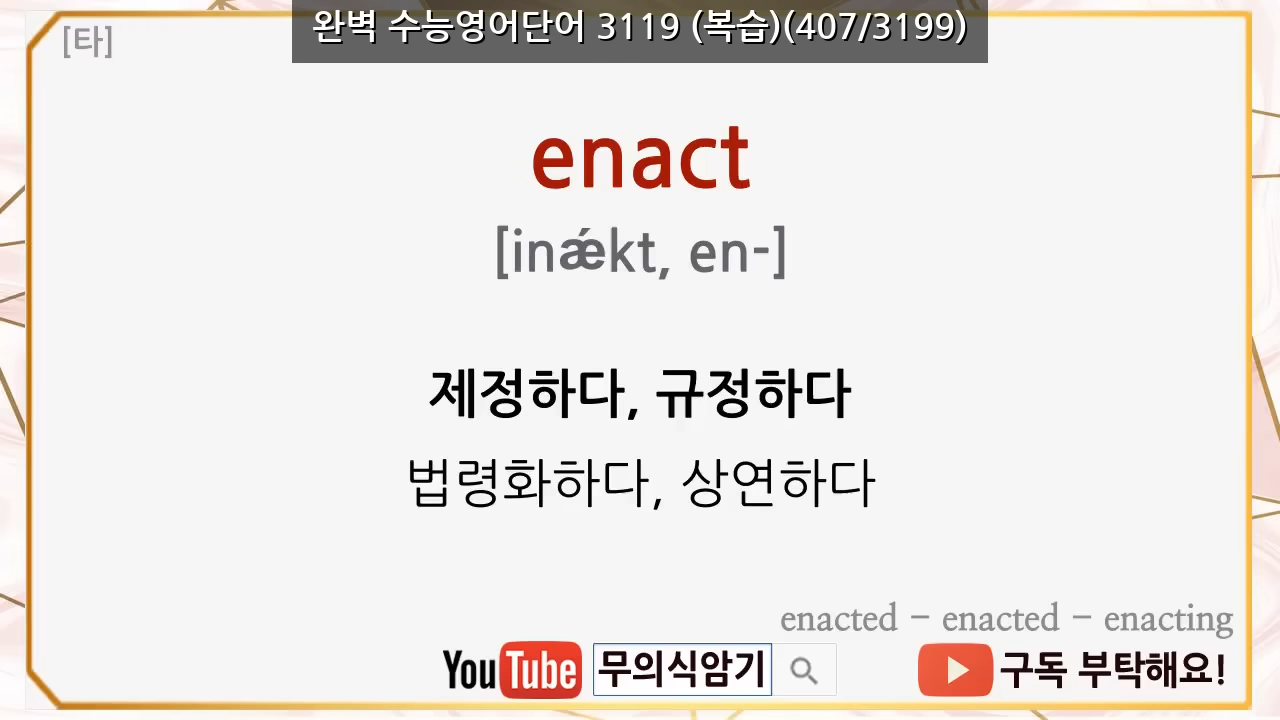 완벽 수능영어단어 3119 (복습)(407/3199)
[타]
enact
[inǽkt, en-]
제정하다, 규정하다
법령화하다, 상연하다
enacted - enacted - enacting
YouTube 무의식암기 구독 부탁해요!